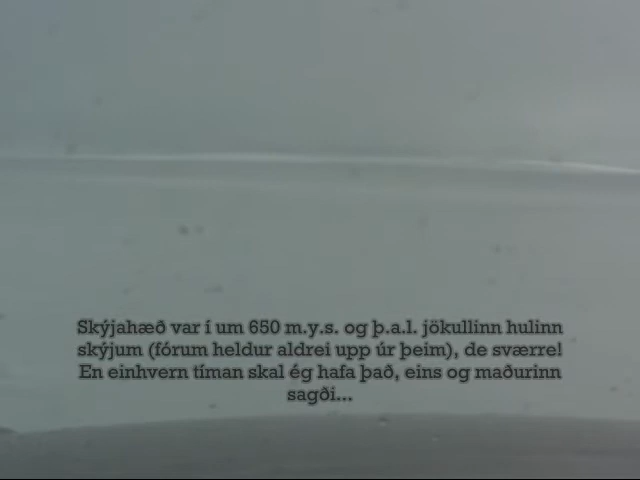 Skýjahæð var í um 650 m.y.s. og þ.a.l. jökullinn hulinn
skýjum (fórum heldur aldrei upp úr þeim), de sværre!
En einhvern tíman skal ég hafa það, eins og maðurinn
sagði...